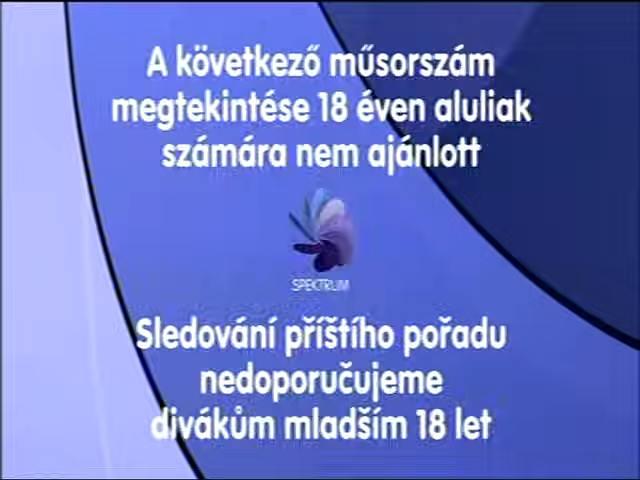 A következő műsorszám
megtekintése 18 éven aluliak
számára nem ajánlott
SPEKTRUM
Sledování příštího pořadu
nedoporučujeme
divákům mladším 18 let